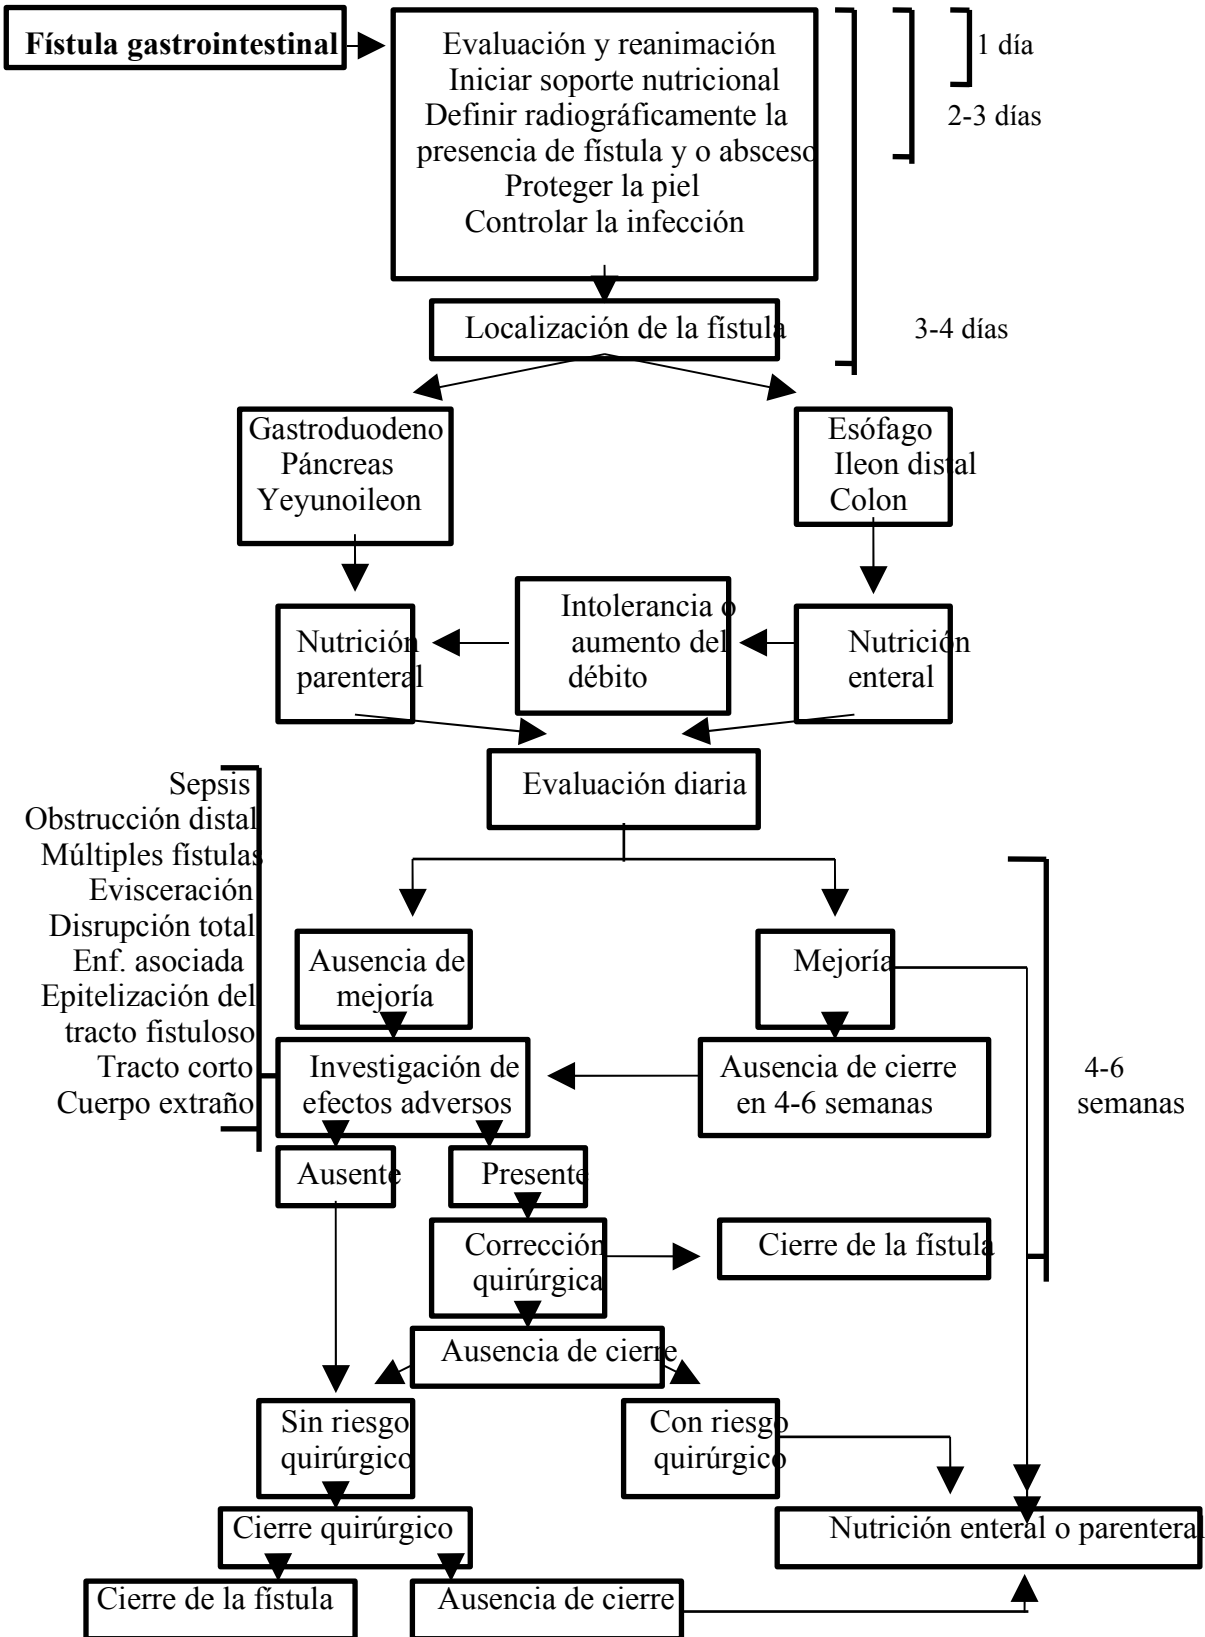 Fístula gastrointestinal
Evaluación y reanimación
Iniciar soporte nutricional
Definir radiográficamente la
presencia de fístula y o absceso
Proteger la piel
Controlar la infección
1 día
2-3 días
3-4 días
Localización de la fístula
Gastroduodeno
Páncreas
Yeyunoileon
Esófago
Ileon distal
Colon
Nutrición
parenteral
Intolerancia o
aumento del
débito
Nutrición
enteral
Evaluación diaria
Sepsis
Obstrucción distal
Múltiples fístulas
Evisceración
Disrupción total
Enf. asociada
Epitelización del
tracto fistuloso
Tracto corto
Cuerpo extraño
Ausencia de
mejoría
Mejoría
Investigación de
efectos adversos
Ausencia de cierre
en 4-6 semanas
4-6
semanas
Ausente
Presente
Corrección
quirúrgica
Cierre de la fístula
Ausencia de cierre
Sin riesgo
quirúrgico
Con riesgo
quirúrgico
Cierre quirúrgico
Nutrición enteral o parenteral
Cierre de la fístula
Ausencia de cierre